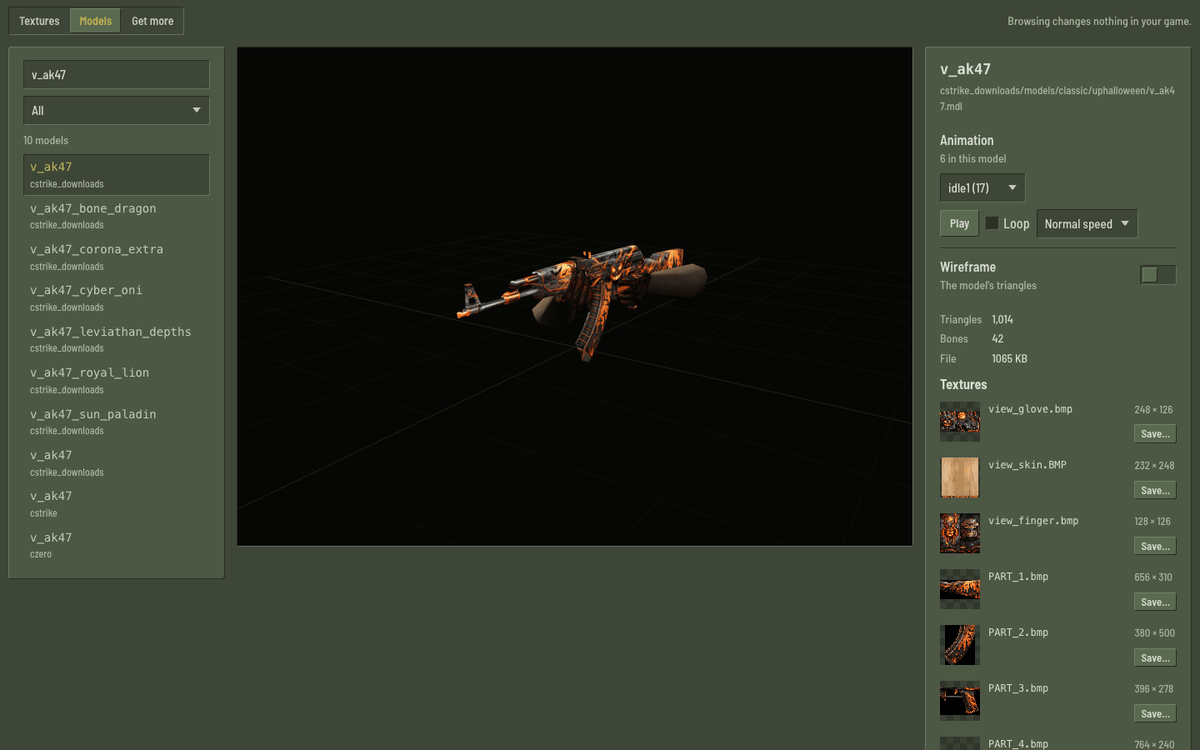 Textures
Models
Get more
Browsing changes nothing in your game.
v_ak47
All
10 models
v_ak47
cstrike_downloads
v_ak47_bone_dragon
cstrike_downloads
v_ak47_corona_extra
cstrike_downloads
v_ak47_cyber_oni
cstrike_downloads
v_ak47_leviathan_depths
cstrike_downloads
v_ak47_royal_lion
cstrike_downloads
v_ak47_sun_paladin
cstrike_downloads
v_ak47
cstrike_downloads
v_ak47
cstrike
v_ak47
czero
v_ak47
cstrike_downloads/models/classic/uphalloween/v_ak4
7.mdl
Animation
6 in this model
idle1 (17)
Play
Loop
Normal speed
Wireframe
The model's triangles
Triangles 1,014
Bones 42
File 1065 KB
Textures
view_glove.bmp 248 × 126
Save...
view_skin.BMP 232 × 248
Save...
view_finger.bmp 128 × 126
Save...
PART_1.bmp 656 × 310
Save...
PART_2.bmp 380 × 500
Save...
PART_3.bmp 396 × 278
Save...
PART_4.bmp 764 × 240